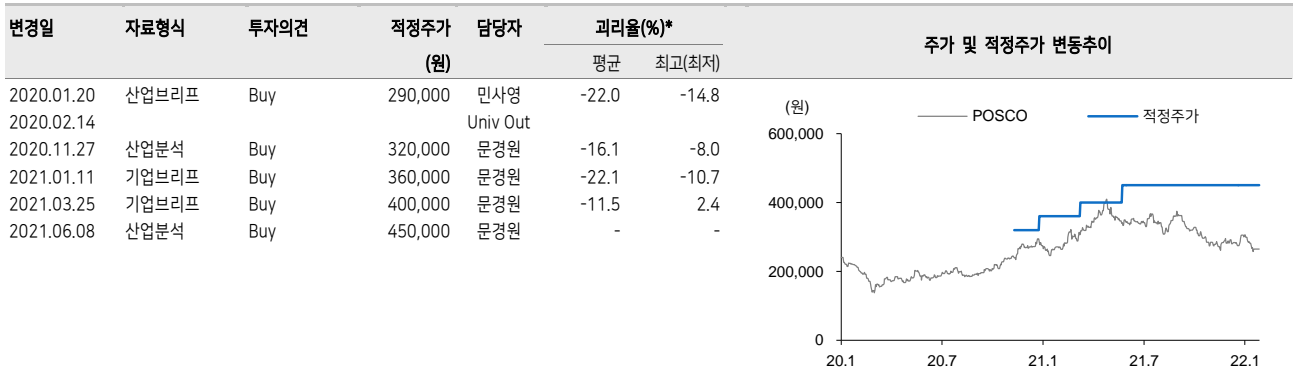 변경일 자료형식 투자의견 적정주가 담당자 괴리율(%)* 주가 및 적정주가 변동추이
(원) 평균 최고(최저)
2020.01.20 산업브리프 Buy 290,000 민사영 -22.0 -14.8
2020.02.14 Univ Out
2020.11.27 산업분석 Buy 320,000 문경원 -16.1 -8.0
2021.01.11 기업브리프 Buy 360,000 문경원 -22.1 -10.7
2021.03.25 기업브리프 Buy 400,000 문경원 -11.5 2.4
2021.06.08 산업분석 Buy 450,000 문경원 - -
(원)
POSCO 적정주가
600,000
400,000
200,000
0
20.1 20.7 21.1 21.7 22.1